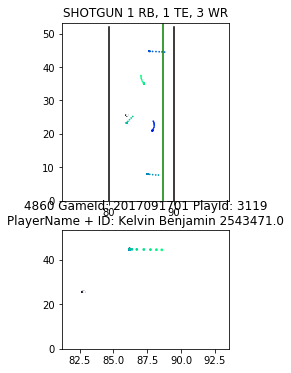 SHOTGUN 1 RB, 1 TE, 3 WR
50
40
30
20
10
0
80 90
4860 GameId: 2017091701 PlayId: 3119
PlayerName + ID: Kelvin Benjamin 2543471.0
40
20
0
82.5 85.0 87.5 90.0 92.5